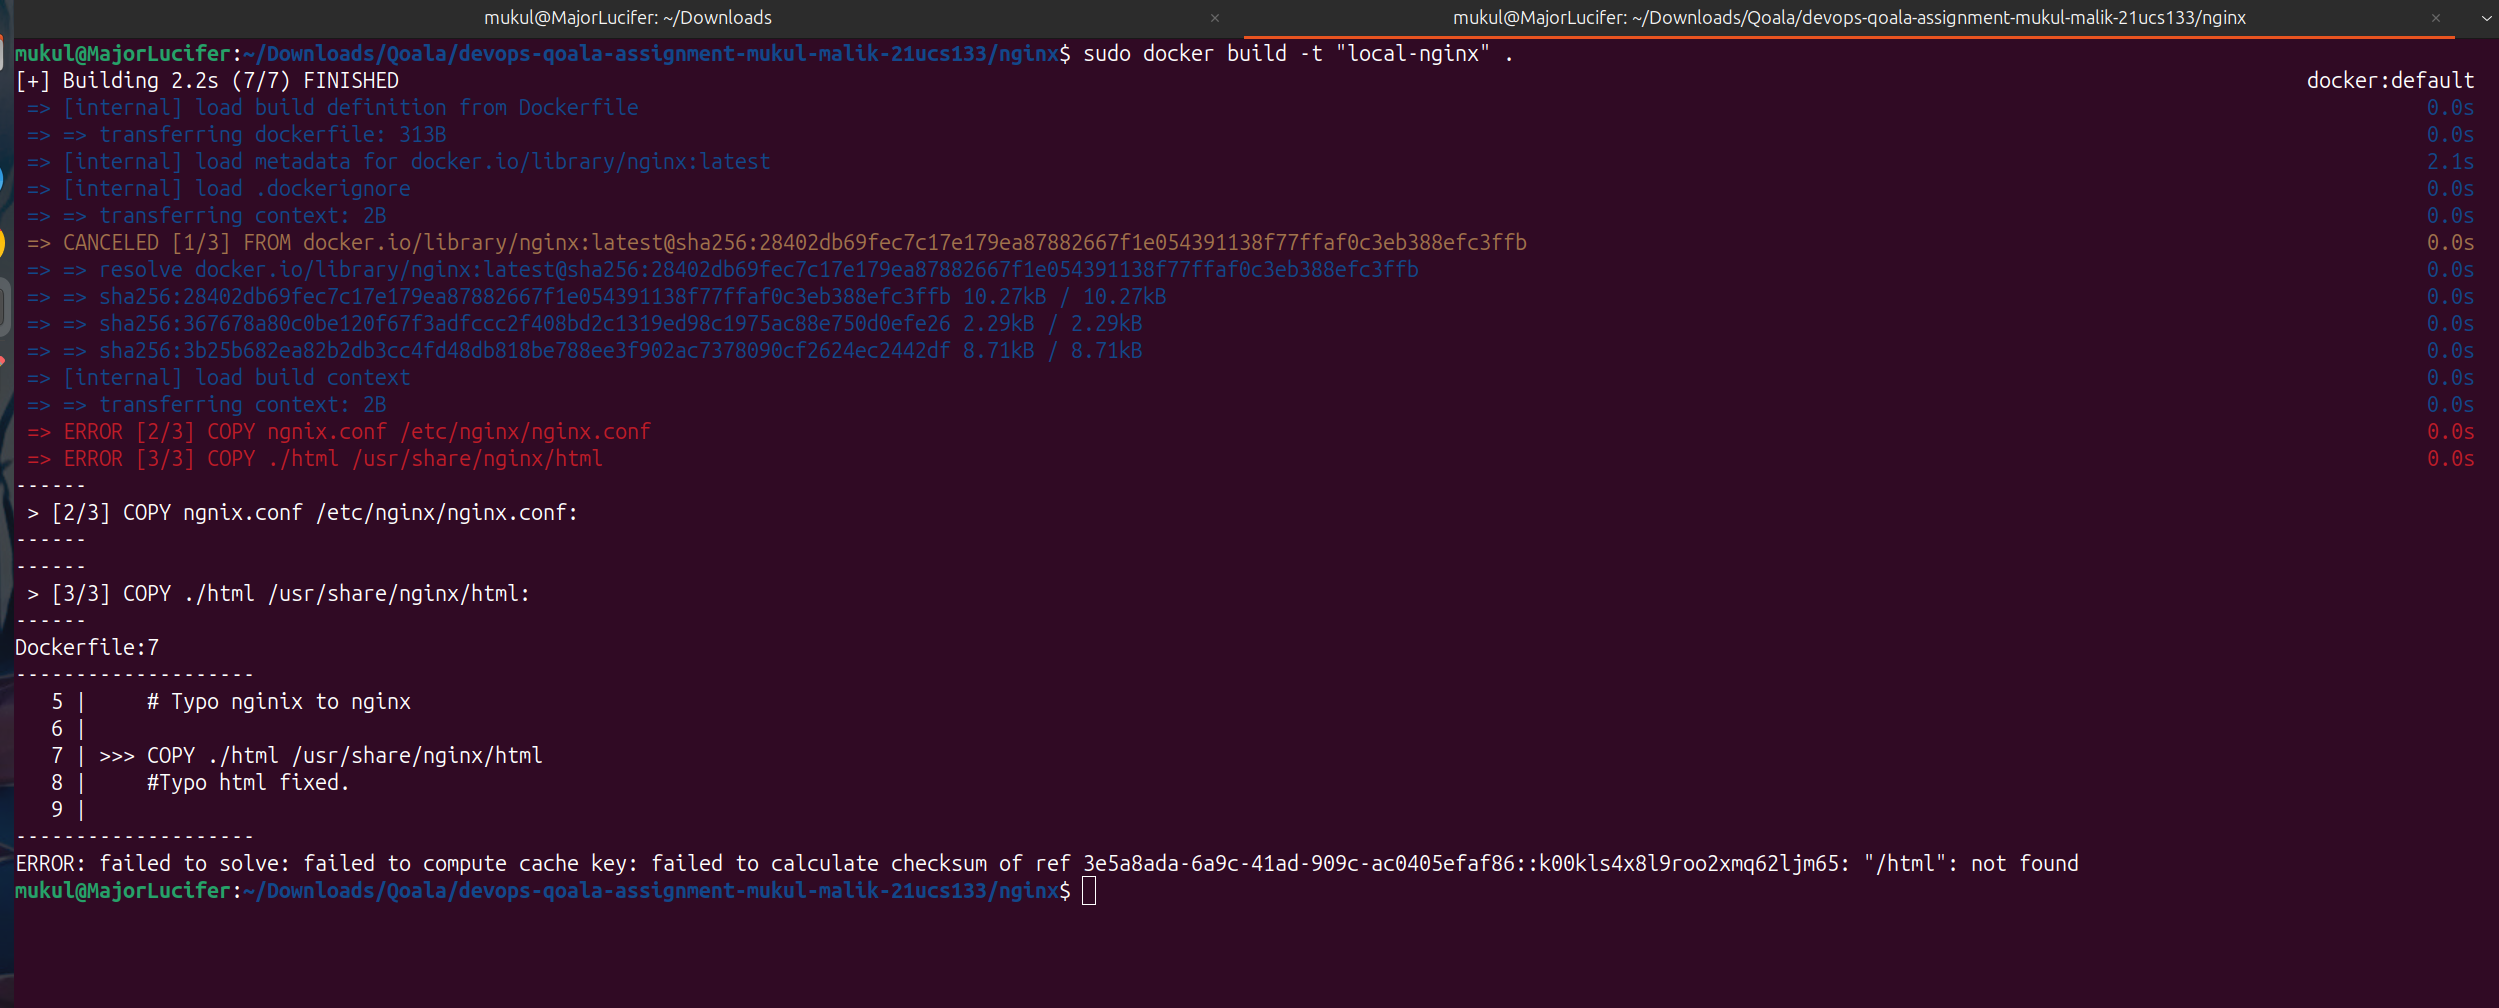 mukul@MajorLucifer: ~/Downloads × mukul@MajorLucifer: ~/Downloads/Qoala/devops-qoala-assignment-mukul-malik-21ucs133/nginx ×
mukul@MajorLucifer:~/Downloads/Qoala/devops-qoala-assignment-mukul-malik-21ucs133/nginx$ sudo docker build -t "local-nginx" .
[+] Building 2.2s (7/7) FINISHED docker:default
=> [internal] load build definition from Dockerfile 0.0s
=> => transferring dockerfile: 313B 0.0s
=> [internal] load metadata for docker.io/library/nginx:latest 2.1s
=> [internal] load .dockerignore 0.0s
=> => transferring context: 2B 0.0s
=> CANCELED [1/3] FROM docker.io/library/nginx:latest@sha256:28402db69fec7c17e179ea87882667f1e054391138f77ffaf0c3eb388efc3ffb 0.0s
=> => resolve docker.io/library/nginx:latest@sha256:28402db69fec7c17e179ea87882667f1e054391138f77ffaf0c3eb388efc3ffb 0.0s
=> => sha256:28402db69fec7c17e179ea87882667f1e054391138f77ffaf0c3eb388efc3ffb 10.27kB / 10.27kB 0.0s
=> => sha256:367678a80c0be120f67f3adfccc2f408bd2c1319ed98c1975ac88e750d0efe26 2.29kB / 2.29kB 0.0s
=> => sha256:3b25b682ea82b2db3cc4fd48db818be788ee3f902ac7378090cf2624ec2442df 8.71kB / 8.71kB 0.0s
=> [internal] load build context 0.0s
=> => transferring context: 2B 0.0s
=> ERROR [2/3] COPY ngnix.conf /etc/nginx/nginx.conf 0.0s
=> ERROR [3/3] COPY ./html /usr/share/nginx/html 0.0s
------
> [2/3] COPY ngnix.conf /etc/nginx/nginx.conf:
------
------
> [3/3] COPY ./html /usr/share/nginx/html:
------
Dockerfile:7
--------------------
5 | # Typo nginix to nginx
6 |
7 | >>> COPY ./html /usr/share/nginx/html
8 | #Typo html fixed.
9 |
--------------------
ERROR: failed to solve: failed to compute cache key: failed to calculate checksum of ref 3e5a8ada-6a9c-41ad-909c-ac0405efaf86::k00kls4x8l9roo2xmq62ljm65: "/html": not found
mukul@MajorLucifer:~/Downloads/Qoala/devops-qoala-assignment-mukul-malik-21ucs133/nginx$